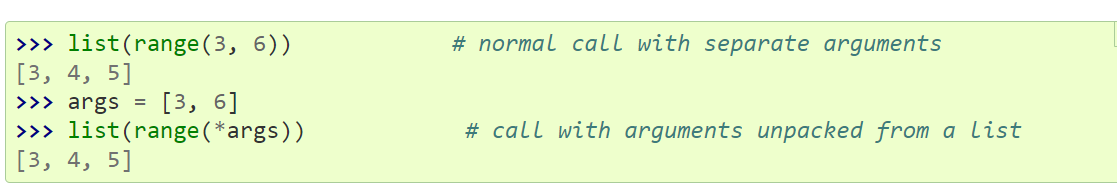 >>> list(range(3, 6))            # normal call with separate arguments
[3, 4, 5]
>>> args = [3, 6]
>>> list(range(*args))            # call with arguments unpacked from a list
[3, 4, 5]